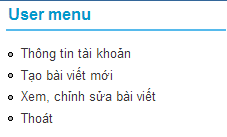 User menu
Thông tin tài khoản
Tạo bài viết mới
Xem, chỉnh sửa bài viết
Thoát